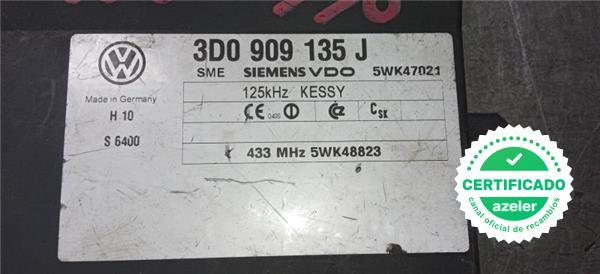 3D0 909 135 J
SME SIEMENS VDO 5WK47021
Made in Germany
125kHz KESSY
H 10
CE 0499
S 6400
433 MHz 5WK48823
CERTIFICADO
azeler
canal oficial de recambios